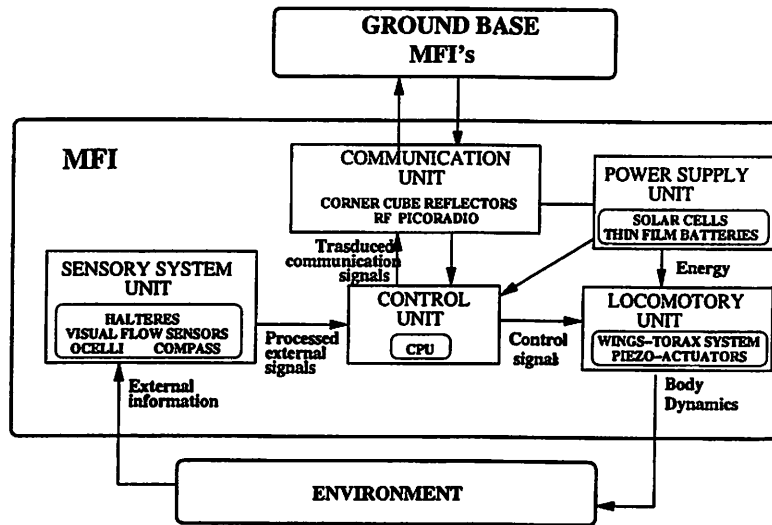 GROUND BASE
MFI's
MFI
COMMUNICATION
UNIT
CORNER CUBE REFLECTORS
RF PICORADIO
POWER SUPPLY
UNIT
SOLAR CELLS
THIN FILM BATTERIES
Trasduced
communication
signals
Energy
SENSORY SYSTEM
UNIT
HALTERES
VISUAL FLOW SENSORS
OCELLI COMPASS
Processed
external
signals
CONTROL
UNIT
CPU
Control
signals
LOCOMOTORY
UNIT
WINGS-TORAX SYSTEM
PIEZO-ACTUATORS
External
information
Body
Dynamics
ENVIRONMENT